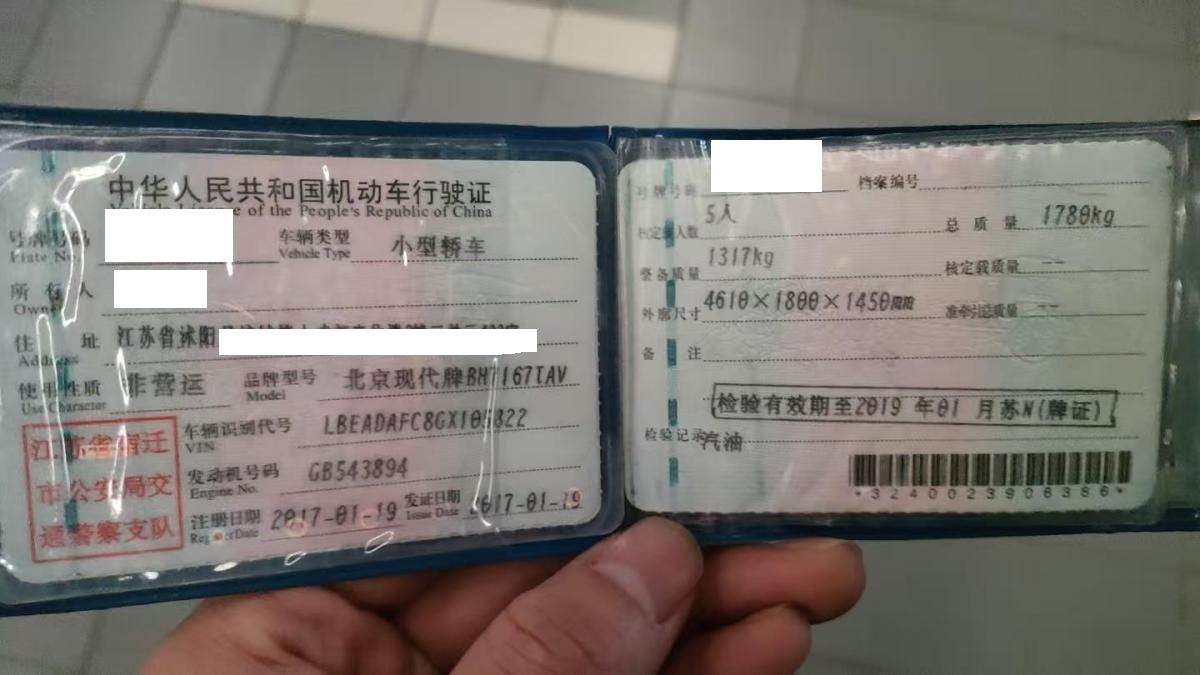 中华人民共和国机动车行驶证
of the People's Republic of China
号牌号码
Plate No.
车辆类型 小型轿车
Vehicle Type
所有人
Owner
住址 江苏省沭阳
Address
使用性质 非营运 品牌型号 北京现代牌BH7167TAV
Use Character Model
车辆识别代号 LBEADAFC8GX105822
VIN
发动机号码 GB543894
Engine No.
注册日期 2017-01-19 发证日期 2017-01-19
Register Date Issue Date
江苏省宿迁
市公安局交
通警察支队
号牌号码 档案编号
核定载人数 5人 总质量 1780kg
整备质量 1317kg 核定载质量 --
外廓尺寸 4610×1800×1450mm 准牵引总质量 --
备注
检验有效期至2019年01月苏N(牌证)
检验记录 汽油
*3240023906386*